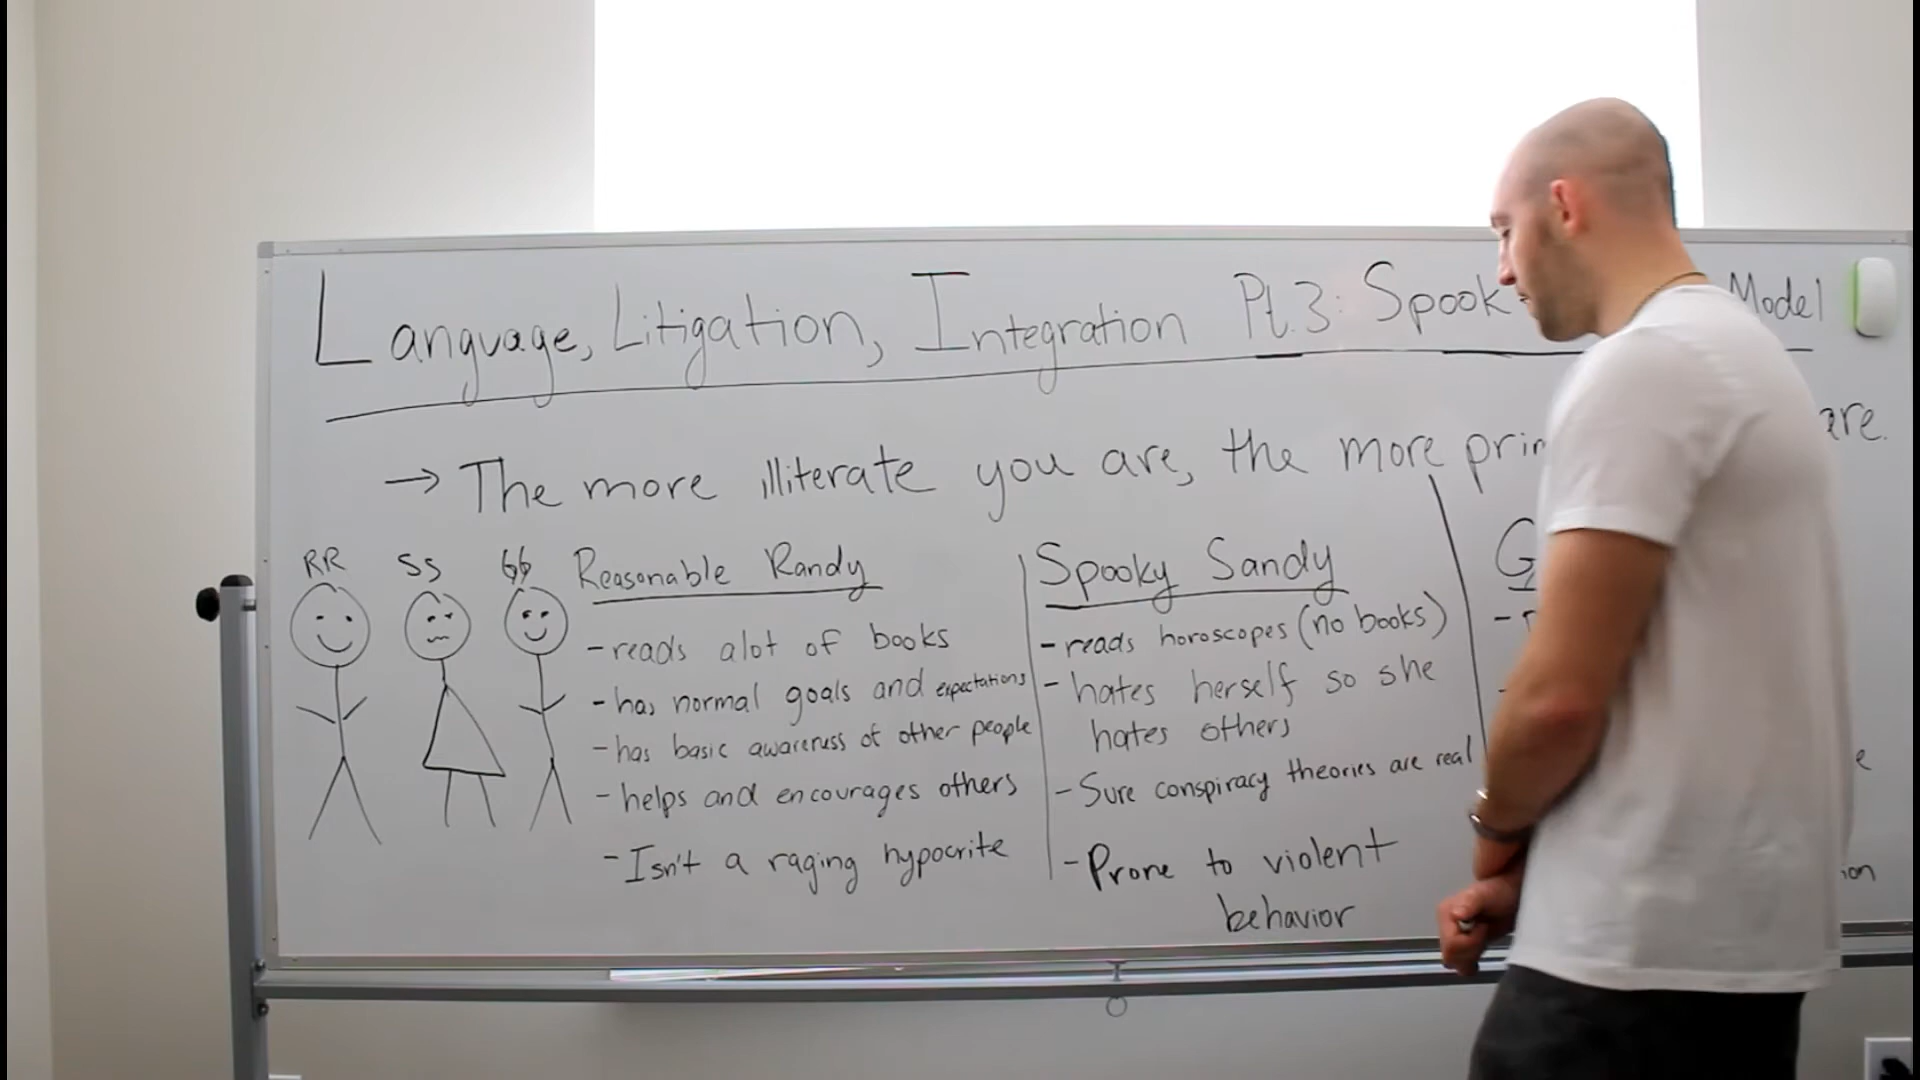 Language, Litigation, Integration Pt.3: Spook Model
→ The more illiterate you are, the more are.
RR SS GG
Reasonable Randy
- reads alot of books
- has normal goals and expectations
- has basic awareness of other people
- helps and encourages others
- Isn't a raging hypocrite
Spooky Sandy
- reads horoscopes (no books)
- hates herself so she
hates others
- Sure conspiracy theories are real
- Prone to violent
behavior